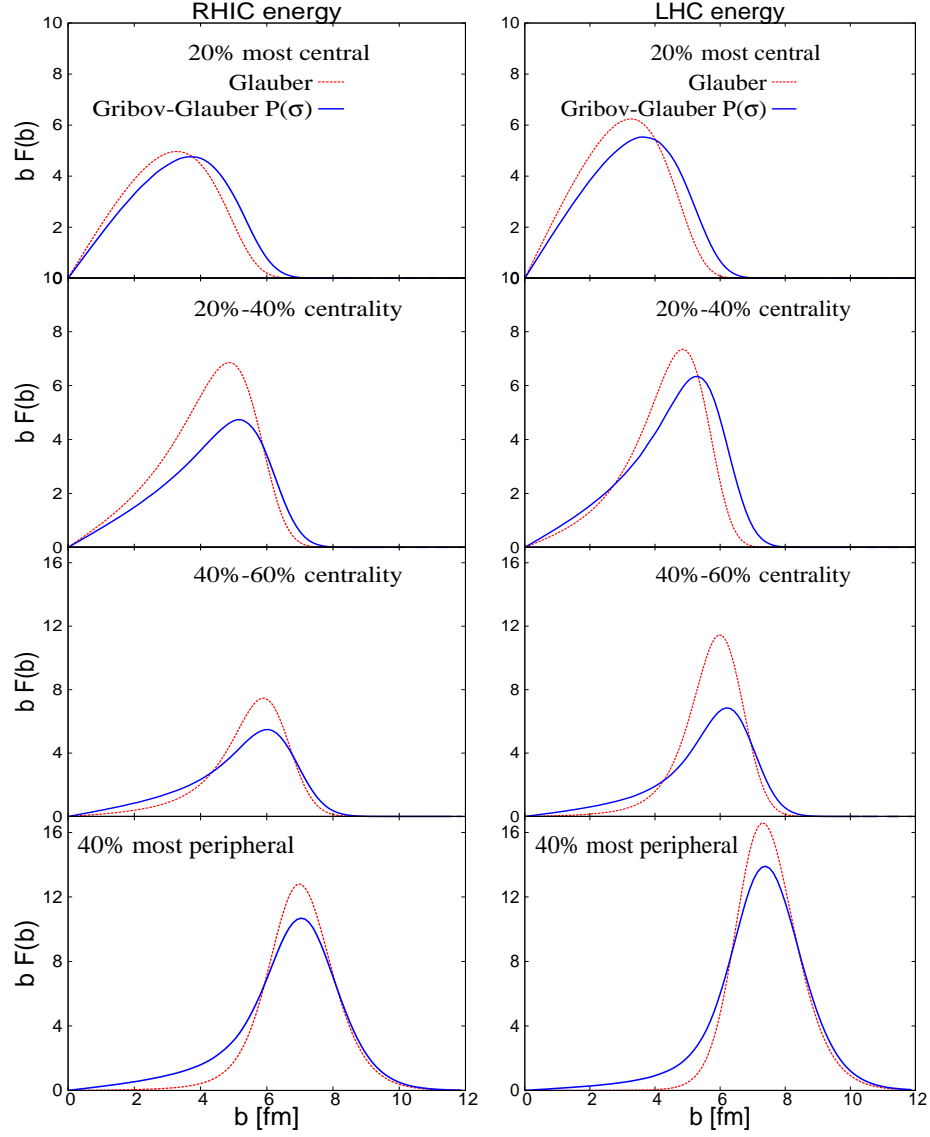 RHIC energy
LHC energy
20% most central
Glauber
Gribov-Glauber P(σ)
20% most central
Glauber
Gribov-Glauber P(σ)
b F(b)
10
8
6
4
2
0
10
8
6
4
2
0
20%-40% centrality
20%-40% centrality
b F(b)
10
8
6
4
2
0
10
8
6
4
2
0
40%-60% centrality
40%-60% centrality
b F(b)
16
12
8
4
0
16
12
8
4
0
40% most peripheral
40% most peripheral
b F(b)
16
12
8
4
0
16
12
8
4
0
0 2 4 6 8 10 12
0 2 4 6 8 10 12
b [fm]
b [fm]